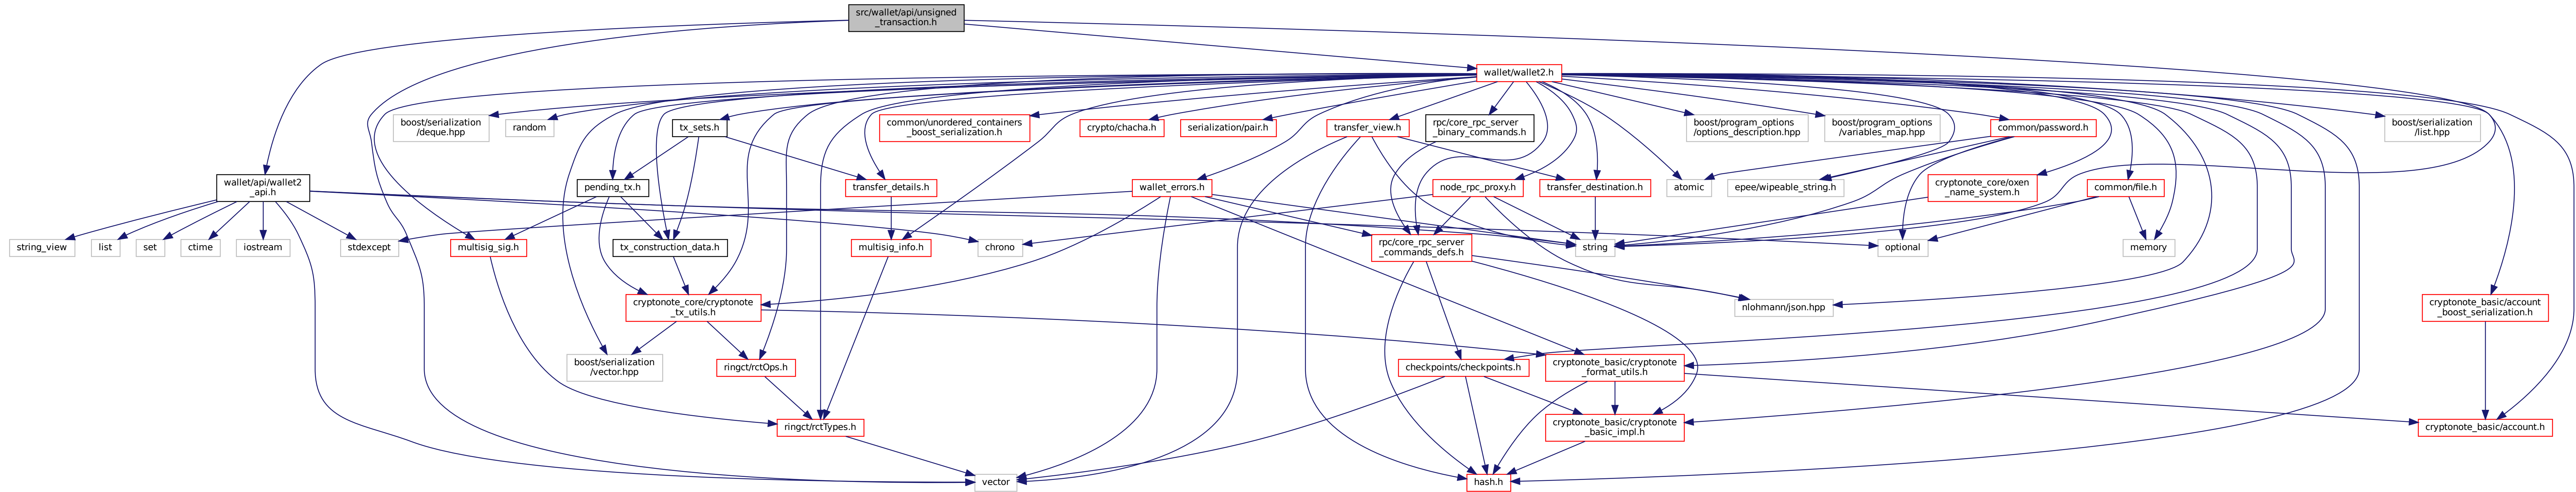 src/wallet/api/unsigned
_transaction.h
wallet/wallet2.h
boost/serialization
/deque.hpp
random
tx_sets.h
common/unordered_containers
_boost_serialization.h
crypto/chacha.h
serialization/pair.h
transfer_view.h
rpc/core_rpc_server
_binary_commands.h
boost/program_options
/options_description.hpp
boost/program_options
/variables_map.hpp
common/password.h
boost/serialization
/list.hpp
wallet/api/wallet2
_api.h
pending_tx.h
transfer_details.h
wallet_errors.h
node_rpc_proxy.h
transfer_destination.h
atomic
epee/wipeable_string.h
cryptonote_core/oxen
_name_system.h
common/file.h
string_view
list
set
ctime
iostream
stdexcept
multisig_sig.h
tx_construction_data.h
multisig_info.h
chrono
rpc/core_rpc_server
_commands_defs.h
string
optional
memory
cryptonote_core/cryptonote
_tx_utils.h
nlohmann/json.hpp
cryptonote_basic/account
_boost_serialization.h
boost/serialization
/vector.hpp
ringct/rctOps.h
checkpoints/checkpoints.h
cryptonote_basic/cryptonote
_format_utils.h
ringct/rctTypes.h
cryptonote_basic/cryptonote
_basic_impl.h
cryptonote_basic/account.h
vector
hash.h